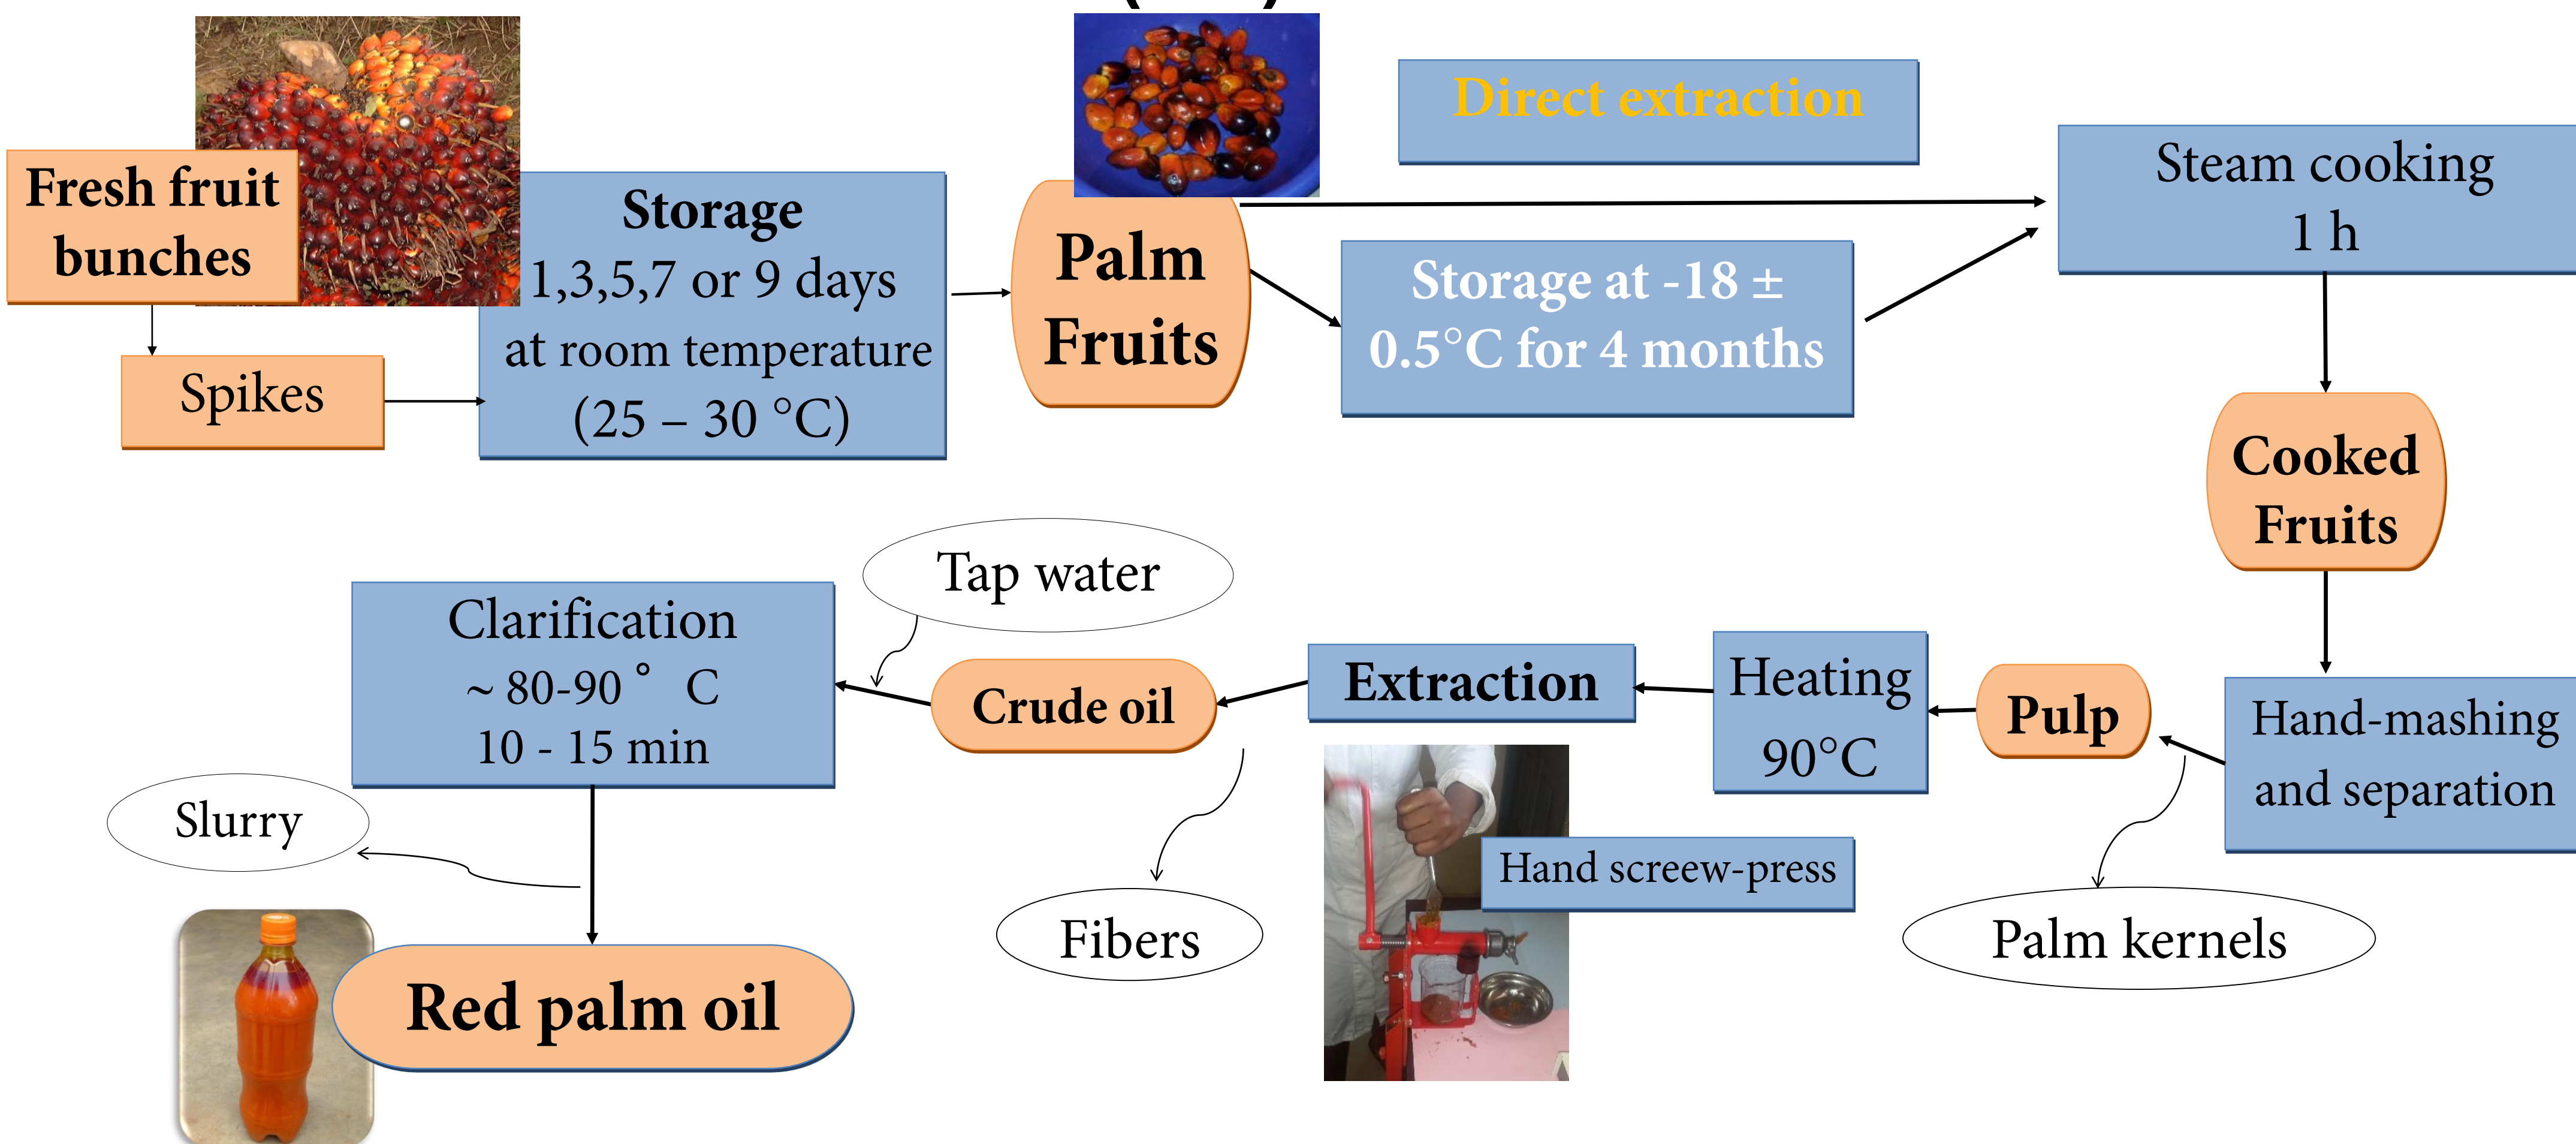 Direct extraction
Fresh fruit
bunches
Storage
1,3,5,7 or 9 days
at room temperature
(25 – 30 °C)
Palm
Fruits
Storage at -18 ±
0.5°C for 4 months
Steam cooking
1 h
Spikes
Cooked
Fruits
Tap water
Clarification
~ 80-90 ° C
10 - 15 min
Crude oil
Extraction
Heating
90°C
Pulp
Hand-mashing
and separation
Slurry
Hand screew-press
Fibers
Palm kernels
Red palm oil